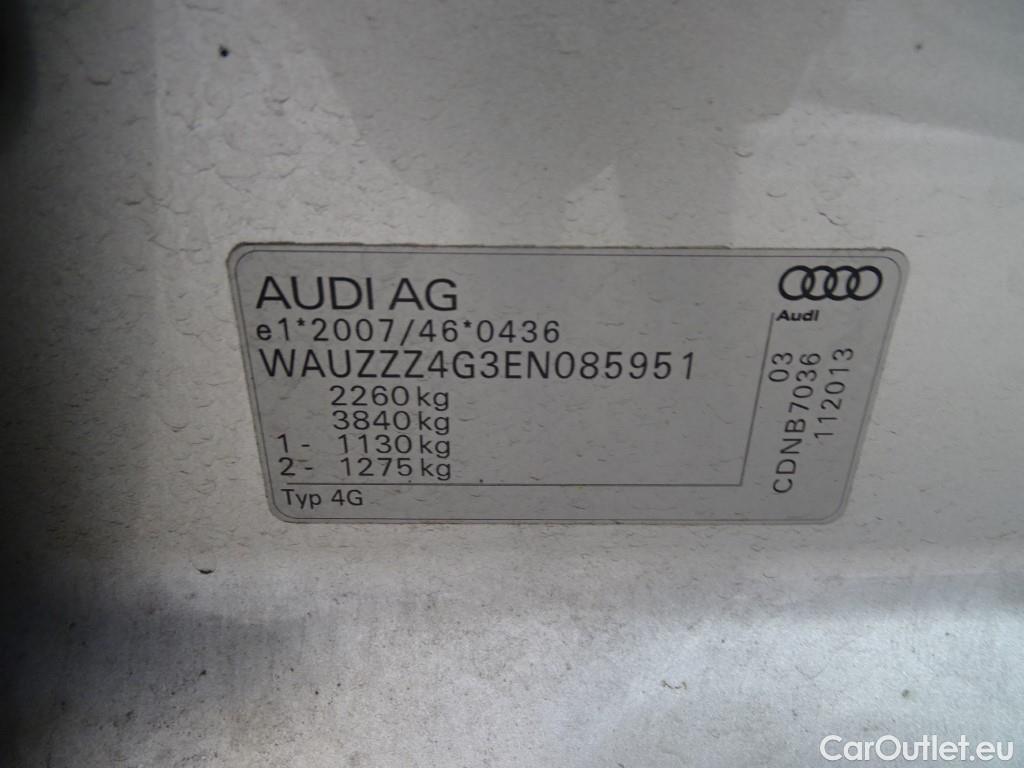 AUDI AG
e1*2007/46*0436
WAUZZZ4G3EN085951
2260 kg
3840 kg
1- 1130 kg
2- 1275 kg
Typ 4G
Audi
03
CDNB7036
112013
CarOutlet.eu